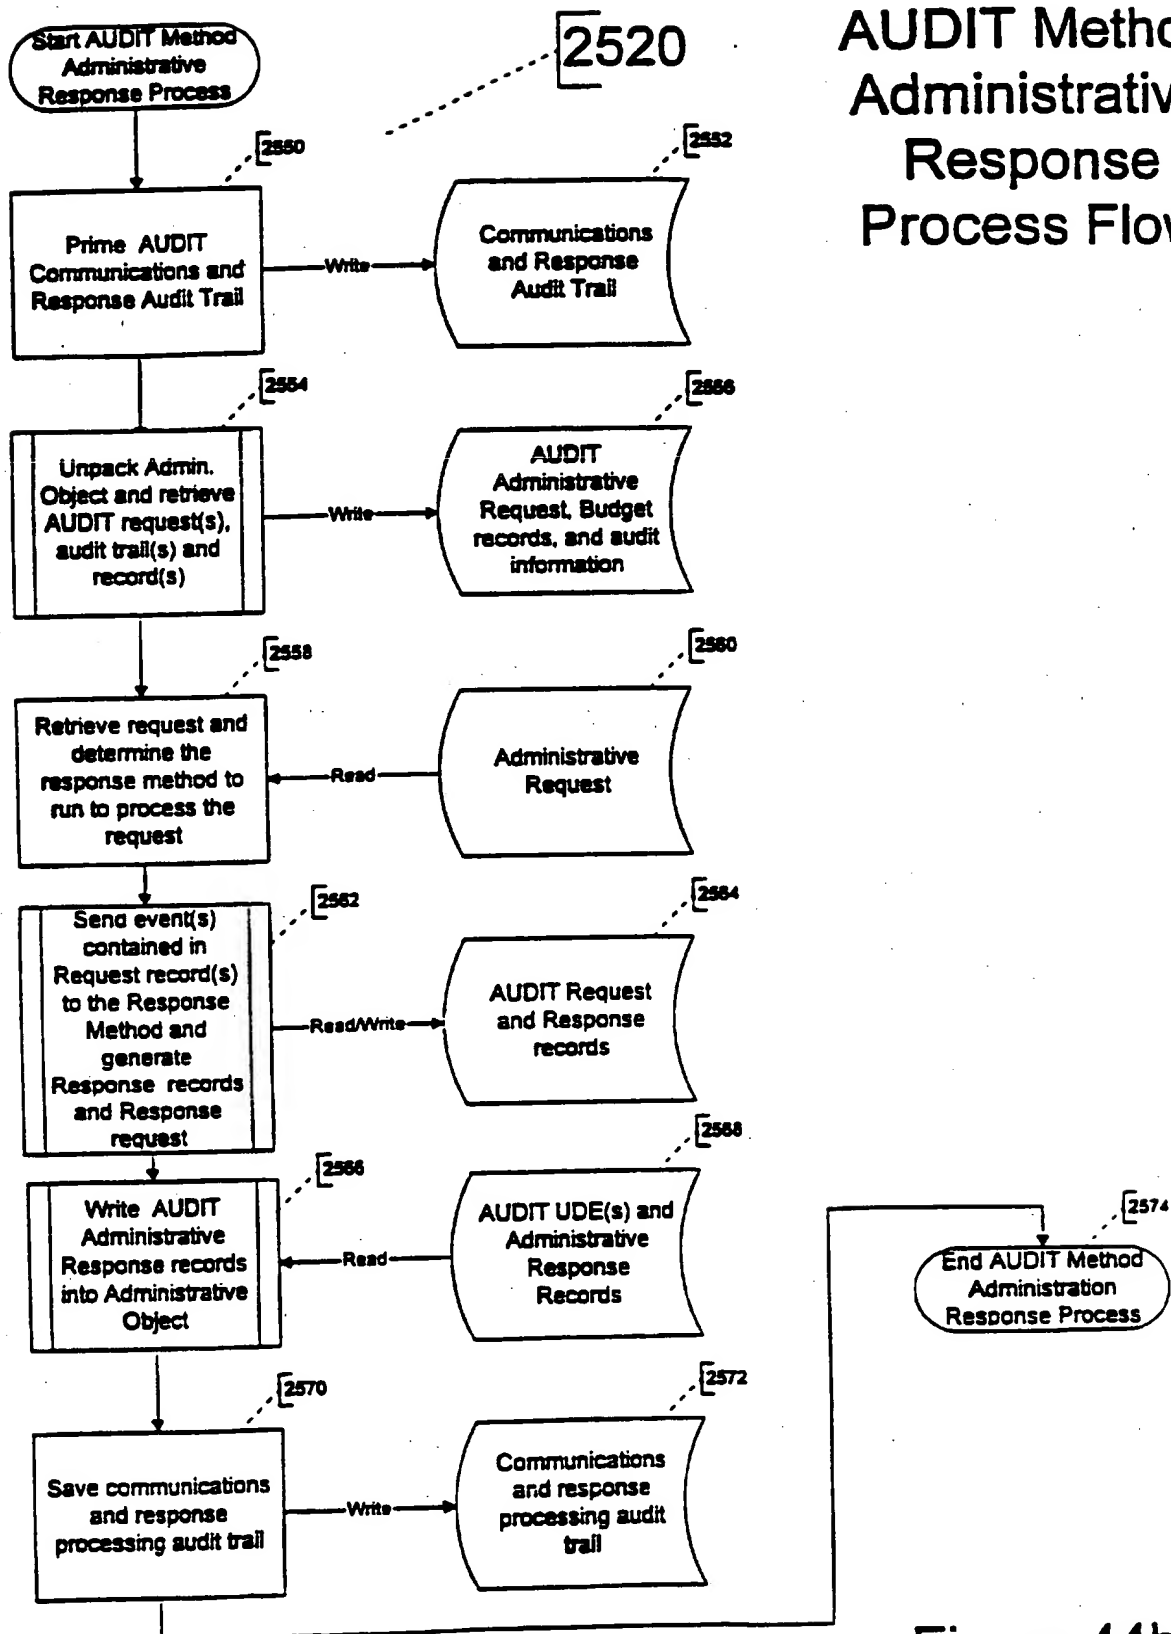 Start AUDIT Method
Administrative
Response Process
2520
AUDIT Metho
Administrativ
Response
Process Flo
2550
Prime AUDIT
Communications and
Response Audit Trail
Write
2552
Communications
and Response
Audit Trail
2554
Unpack Admin.
Object and retrieve
AUDIT request(s),
audit trail(s) and
record(s)
Write
2556
AUDIT
Administrative
Request, Budget
records, and audit
information
2558
Retrieve request and
determine the
response method to
run to process the
request
Read
2560
Administrative
Request
2562
Send event(s)
contained in
Request record(s)
to the Response
Method and
generate
Response records
and Response
request
Read/Write
2564
AUDIT Request
and Response
records
2566
Write AUDIT
Administrative
Response records
into Administrative
Object
Read
2568
AUDIT UDE(s) and
Administrative
Response
Records
2570
Save communications
and response
processing audit trail
Write
2572
Communications
and response
processing audit
trail
2574
End AUDIT Method
Administration
Response Process
Figure 44b